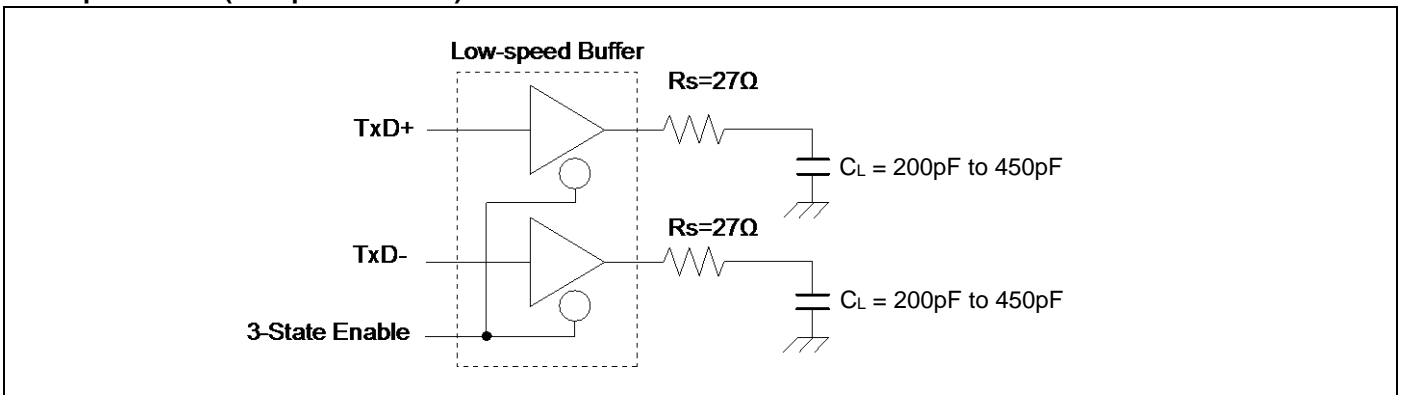 Low-speed Buffer
Rs=27Ω
TxD+
CL = 200pF to 450pF
Rs=27Ω
TxD-
CL = 200pF to 450pF
3-State Enable